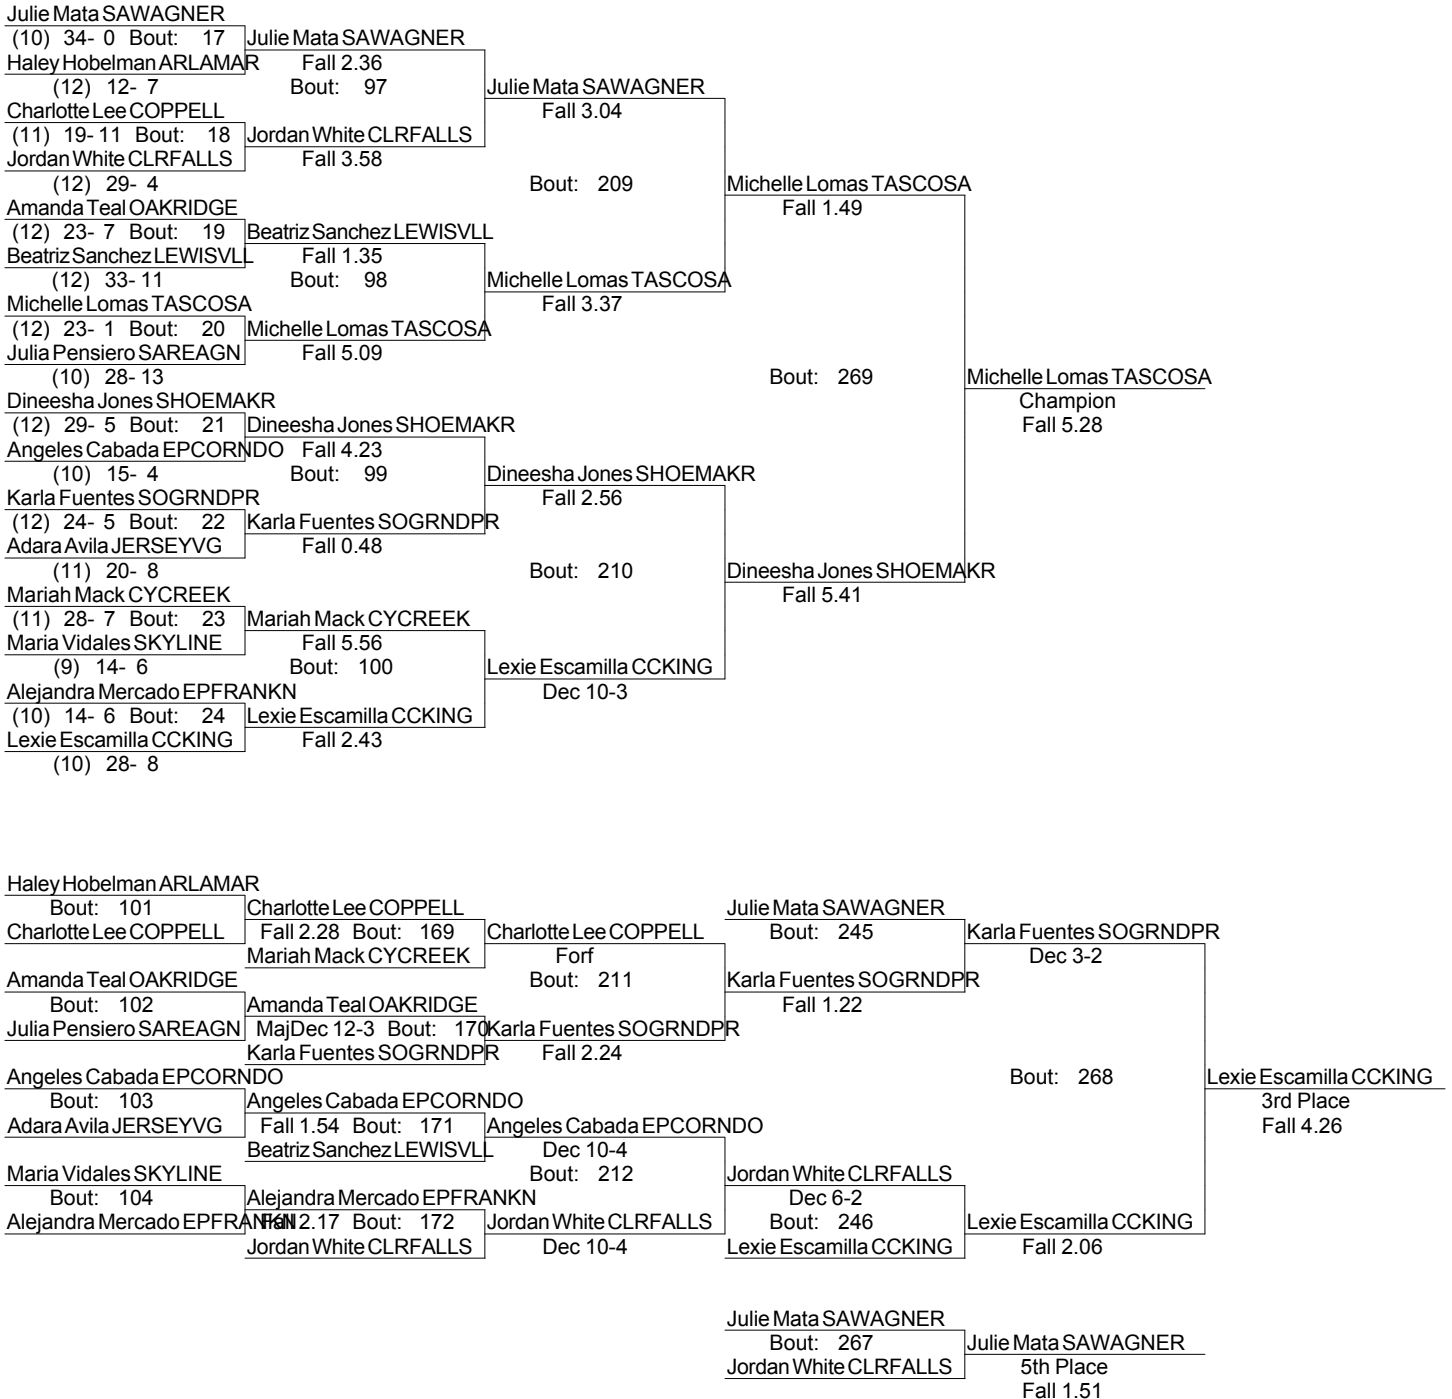 Julie Mata SAWAGNER
(10) 34- 0 Bout: 17 Julie Mata SAWAGNER
Haley Hobelman ARLAMAR Fall 2.36
(12) 12- 7 Bout: 97 Julie Mata SAWAGNER
Charlotte Lee COPPELL Fall 3.04
(11) 19- 11 Bout: 18 Jordan White CLRFALLS
Jordan White CLRFALLS Fall 3.58
(12) 29- 4 Bout: 209 Michelle Lomas TASCOSA
Amanda Teal OAKRIDGE Fall 1.49
(12) 23- 7 Bout: 19 Beatriz Sanchez LEWISVLL
Beatriz Sanchez LEWISVLL Fall 1.35
(12) 33- 11 Bout: 98 Michelle Lomas TASCOSA
Michelle Lomas TASCOSA Fall 3.37
(12) 23- 1 Bout: 20 Michelle Lomas TASCOSA
Julia Pensiero SAREAGN Fall 5.09
(10) 28- 13 Bout: 269 Michelle Lomas TASCOSA
Dineesha Jones SHOEMAKR Champion
(12) 29- 5 Bout: 21 Dineesha Jones SHOEMAKR Fall 5.28
Angeles Cabada EPCORNDO Fall 4.23
(10) 15- 4 Bout: 99 Dineesha Jones SHOEMAKR
Karla Fuentes SOGRNDPR Fall 2.56
(12) 24- 5 Bout: 22 Karla Fuentes SOGRNDPR
Adara Avila JERSEYVG Fall 0.48
(11) 20- 8 Bout: 210 Dineesha Jones SHOEMAKR
Mariah Mack CYCREEK Fall 5.41
(11) 28- 7 Bout: 23 Mariah Mack CYCREEK
Maria Vidales SKYLINE Fall 5.56
(9) 14- 6 Bout: 100 Lexie Escamilla CCKING
Alejandra Mercado EPFRANKN Dec 10-3
(10) 14- 6 Bout: 24 Lexie Escamilla CCKING
Lexie Escamilla CCKING Fall 2.43
(10) 28- 8
Haley Hobelman ARLAMAR
Bout: 101 Charlotte Lee COPPELL Julie Mata SAWAGNER
Charlotte Lee COPPELL Fall 2.28 Bout: 169 Charlotte Lee COPPELL Bout: 245 Karla Fuentes SOGRNDPR
Mariah Mack CYCREEK Forf Dec 3-2
Amanda Teal OAKRIDGE Bout: 211 Karla Fuentes SOGRNDPR
Bout: 102 Amanda Teal OAKRIDGE Fall 1.22
Julia Pensiero SAREAGN MajDec 12-3 Bout: 170 Karla Fuentes SOGRNDPR
Karla Fuentes SOGRNDPR Fall 2.24
Angeles Cabada EPCORNDO Bout: 268 Lexie Escamilla CCKING
Bout: 103 Angeles Cabada EPCORNDO 3rd Place
Adara Avila JERSEYVG Fall 1.54 Bout: 171 Angeles Cabada EPCORNDO Fall 4.26
Beatriz Sanchez LEWISVLL Dec 10-4
Maria Vidales SKYLINE Bout: 212 Jordan White CLRFALLS
Bout: 104 Alejandra Mercado EPFRANKN Dec 6-2
Alejandra Mercado EPFRANKN Fall 2.17 Bout: 172 Jordan White CLRFALLS Bout: 246 Lexie Escamilla CCKING
Jordan White CLRFALLS Dec 10-4 Lexie Escamilla CCKING Fall 2.06
Julie Mata SAWAGNER
Bout: 267 Julie Mata SAWAGNER
Jordan White CLRFALLS 5th Place
Fall 1.51